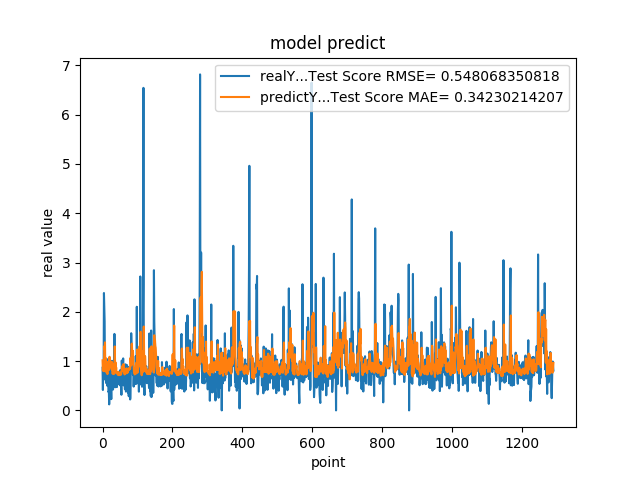 model predict
realY...Test Score RMSE= 0.548068350818
predictY...Test Score MAE= 0.34230214207
7
6
5
4
3
2
1
0
real value
0 200 400 600 800 1000 1200
point